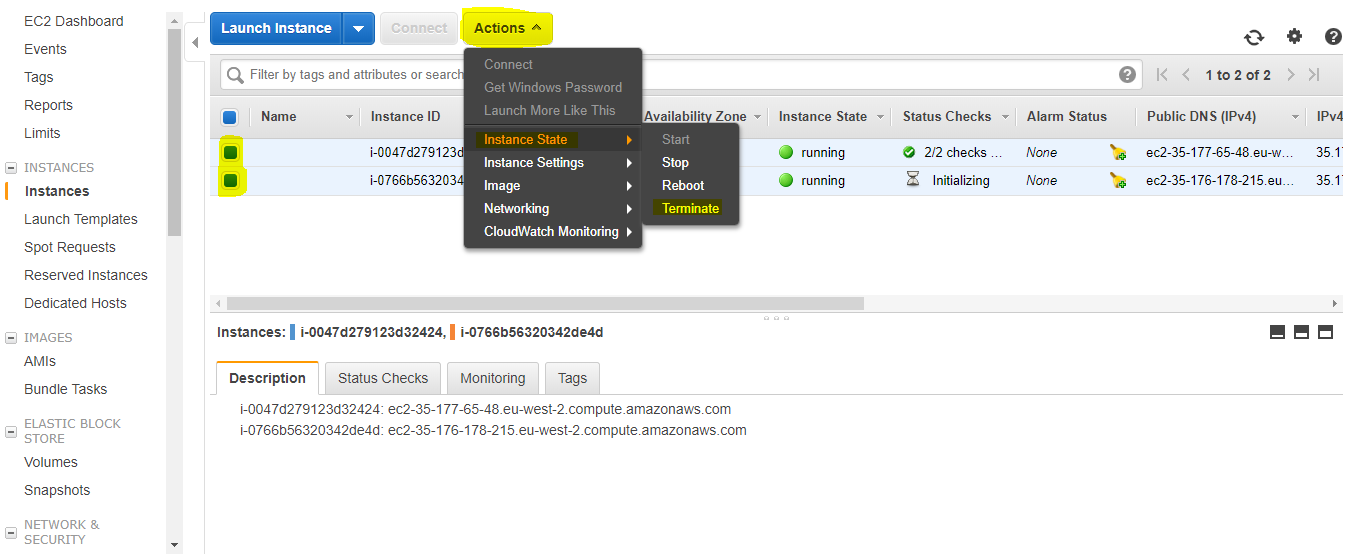 EC2 Dashboard
Events
Tags
Reports
Limits
INSTANCES
Instances
Launch Templates
Spot Requests
Reserved Instances
Dedicated Hosts
IMAGES
AMIs
Bundle Tasks
ELASTIC BLOCK
STORE
Volumes
Snapshots
NETWORK &
SECURITY
Launch Instance Connect Actions
Filter by tags and attributes or search
1 to 2 of 2
Connect
Get Windows Password
Launch More Like This
Instance State
Instance Settings
Image
Networking
CloudWatch Monitoring
Start
Stop
Reboot
Terminate
Name Instance ID Availability Zone Instance State Status Checks Alarm Status Public DNS (IPv4) IPv4
i-0047d279123d running 2/2 checks ... None ec2-35-177-65-48.eu-w... 35.17
i-0766b5632034 running Initializing None ec2-35-176-178-215.eu... 35.17
Instances: i-0047d279123d32424, i-0766b56320342de4d
Description Status Checks Monitoring Tags
i-0047d279123d32424: ec2-35-177-65-48.eu-west-2.compute.amazonaws.com
i-0766b56320342de4d: ec2-35-176-178-215.eu-west-2.compute.amazonaws.com